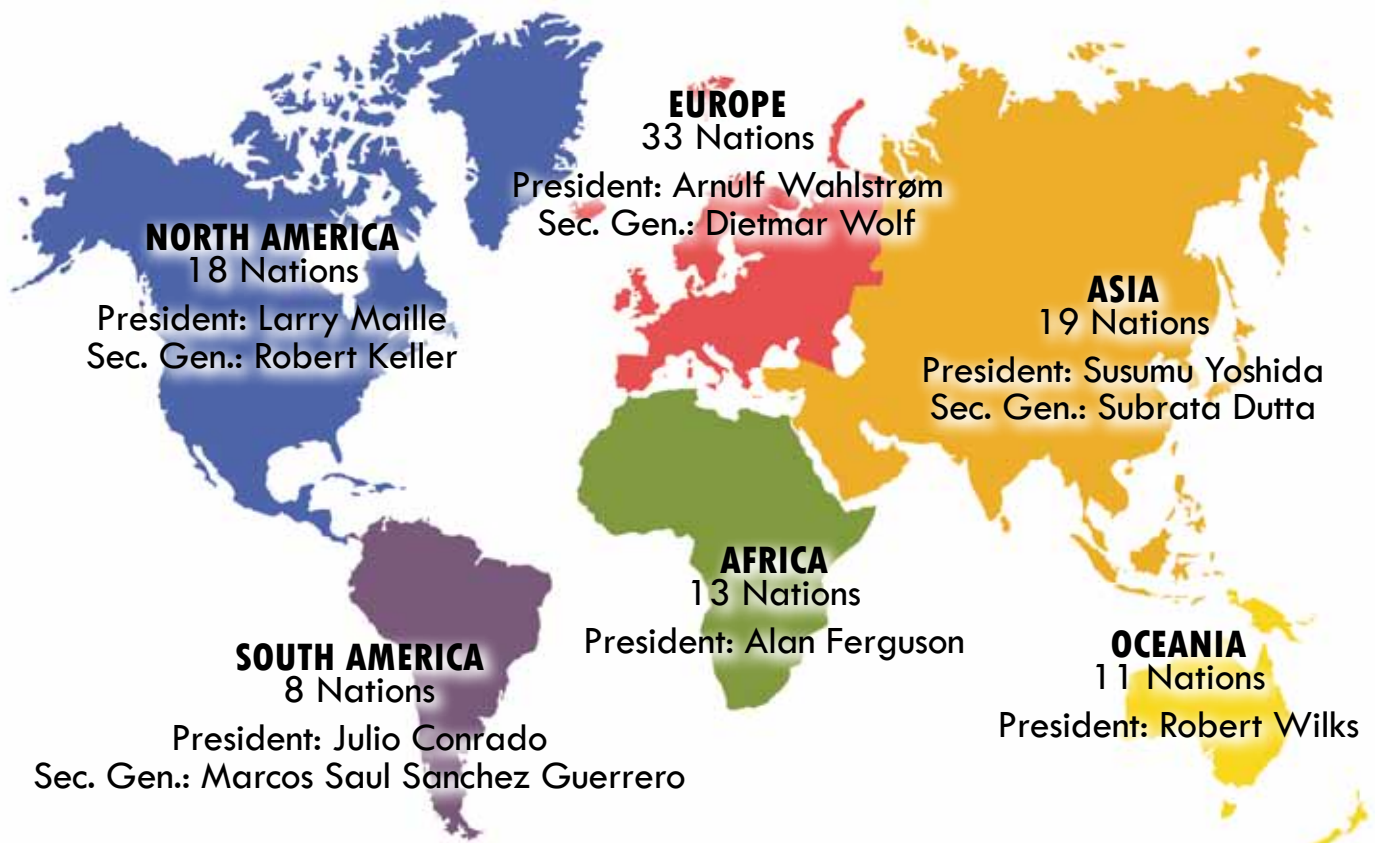 EUROPE
33 Nations
President: Arnulf Wahlstrøm
Sec. Gen.: Dietmar Wolf
NORTH AMERICA
18 Nations
President: Larry Maille
Sec. Gen.: Robert Keller
ASIA
19 Nations
President: Susumu Yoshida
Sec. Gen.: Subrata Dutta
AFRICA
13 Nations
President: Alan Ferguson
SOUTH AMERICA
8 Nations
President: Julio Conrado
Sec. Gen.: Marcos Saul Sanchez Guerrero
OCEANIA
11 Nations
President: Robert Wilks